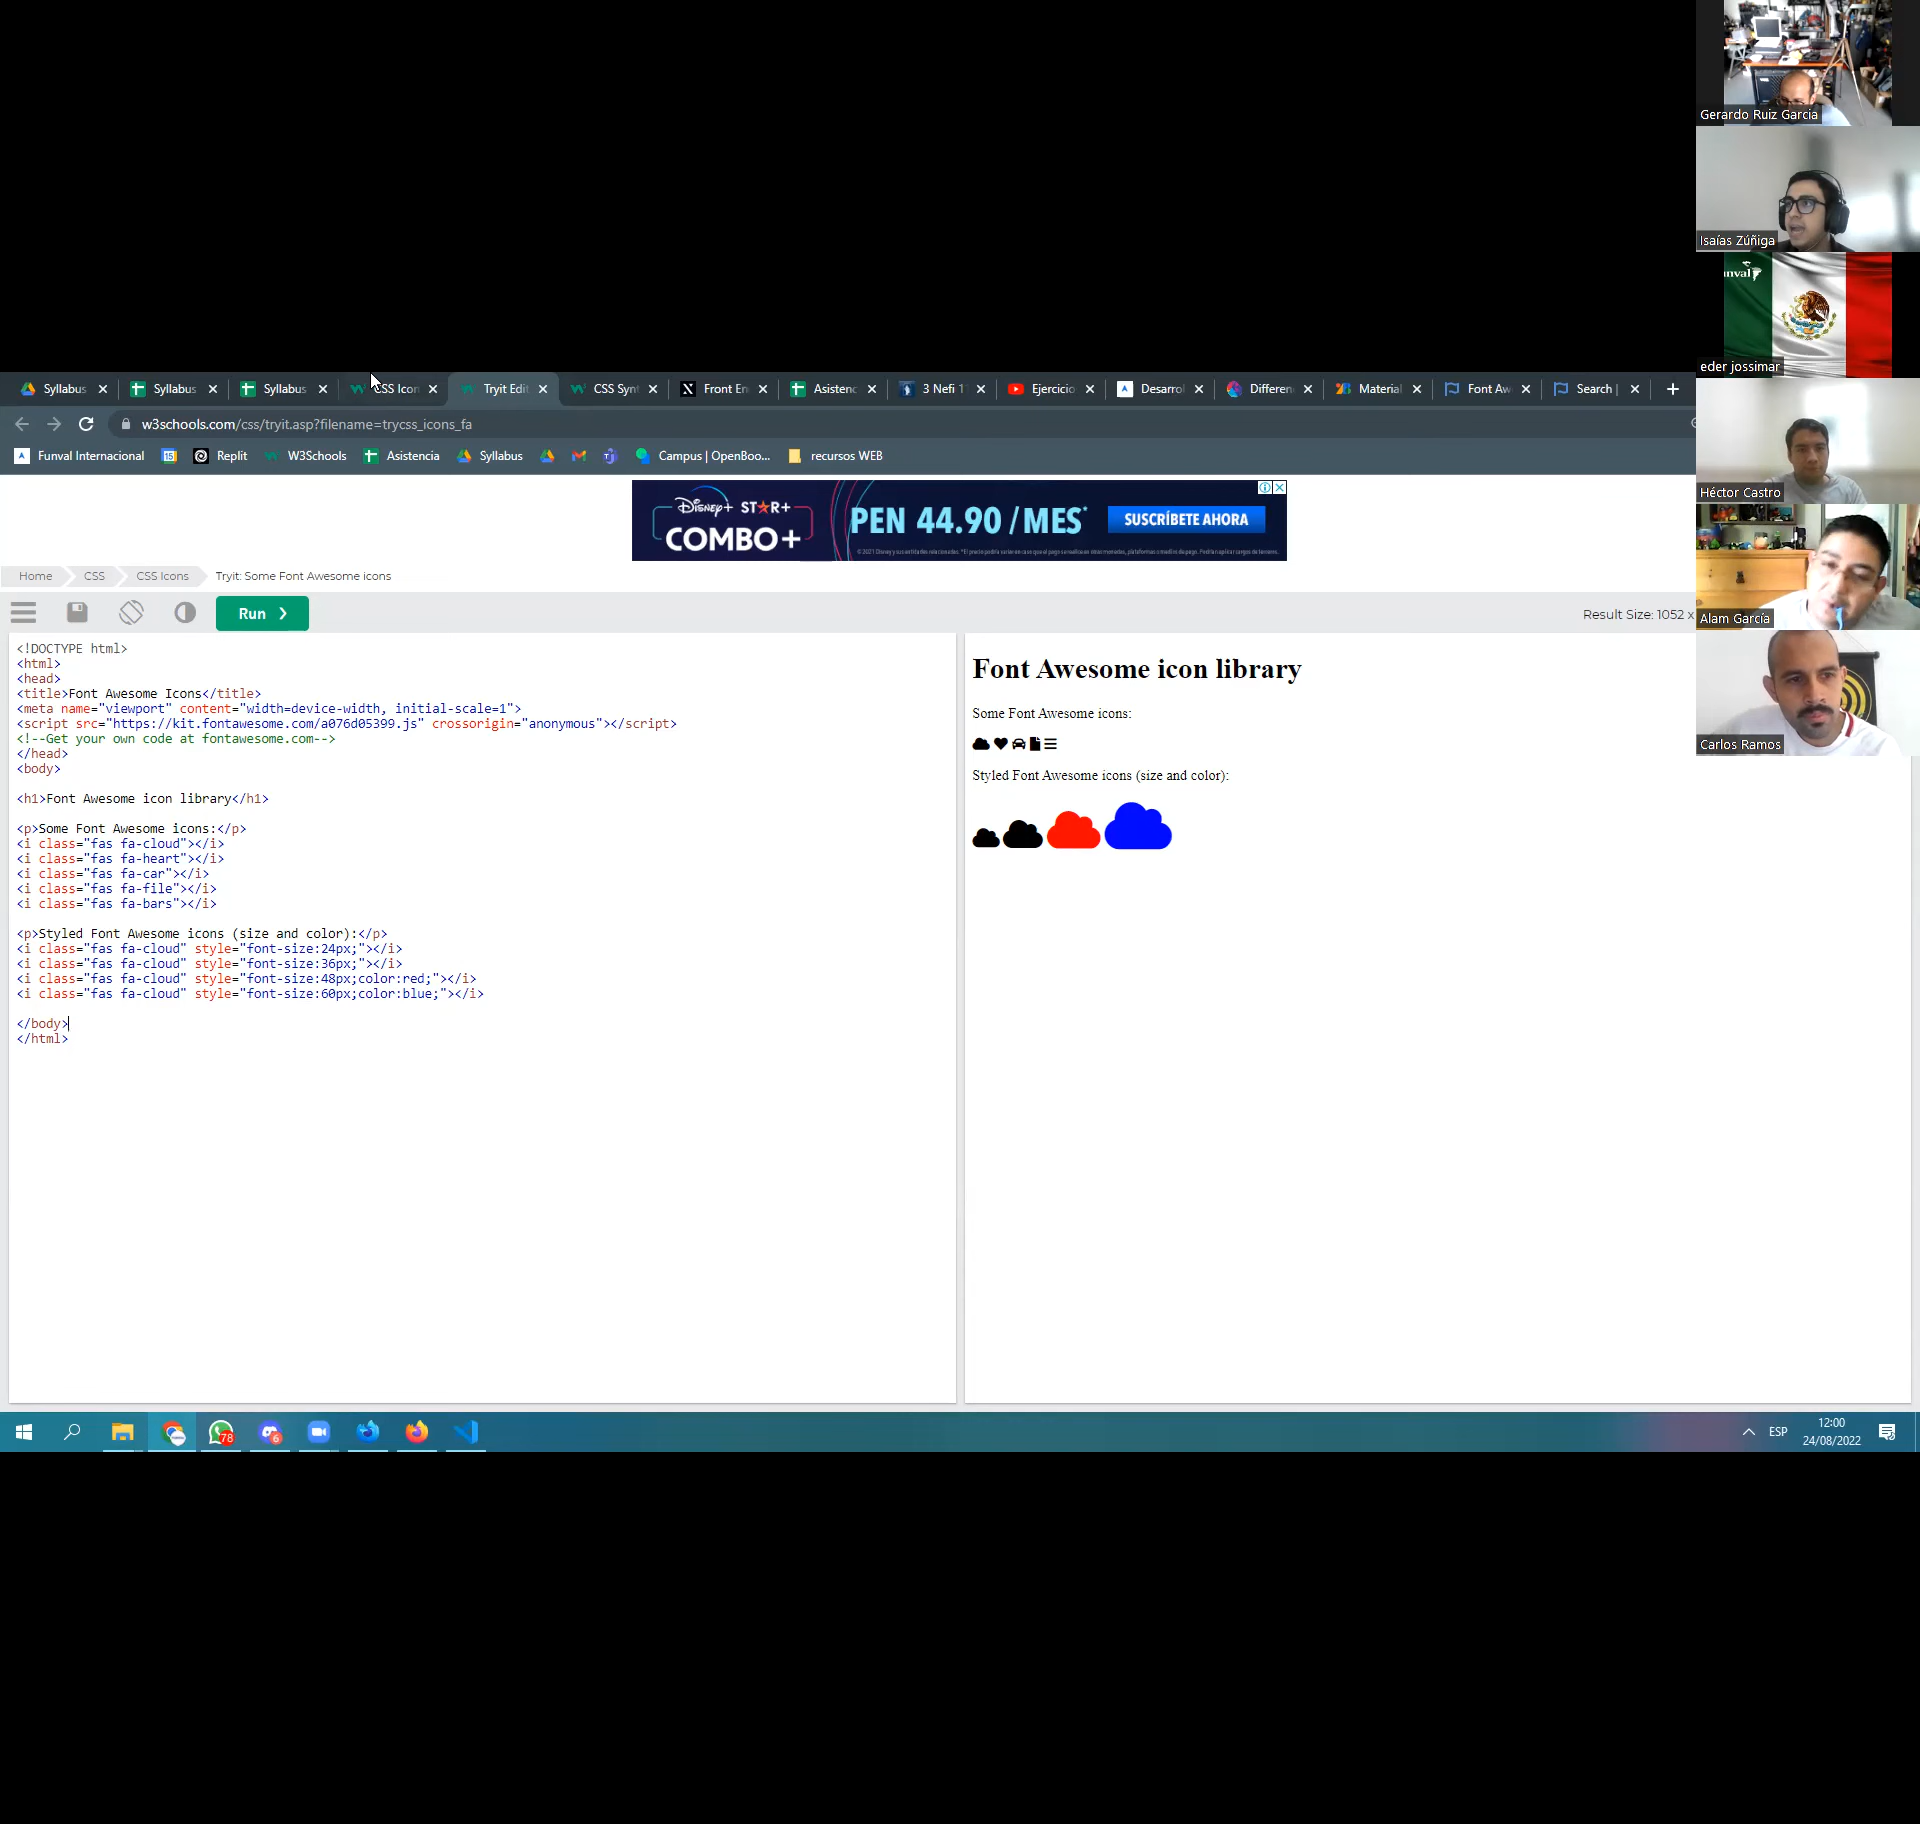 Gerardo Ruiz Garcia
Isaías Zúñiga
eder jossimar
Héctor Castro
Alam García
Carlos Ramos
Syllabus
Syllabus
Syllabus
CSS Icon
Tryit Edit
CSS Synt
Front En
Asistenc
3 Nefi 1
Ejercicio
Desarrol
Differen
Material
Font Aw
Search |
w3schools.com/css/tryit.asp?filename=trycss_icons_fa
Funval Internacional
15
Replit
W3Schools
Asistencia
Syllabus
Campus | OpenBoo...
recursos WEB
Disney+ STAR+
COMBO+
PEN 44.90 /MES*
SUSCRÍBETE AHORA
Home
CSS
CSS Icons
Tryit: Some Font Awesome icons
Run ❯
Result Size: 1052 x
<!DOCTYPE html>
<html>
<head>
<title>Font Awesome Icons</title>
<meta name="viewport" content="width=device-width, initial-scale=1">
<script src="https://kit.fontawesome.com/a076d05399.js" crossorigin="anonymous"></script>
<!--Get your own code at fontawesome.com-->
</head>
<body>
<h1>Font Awesome icon library</h1>
<p>Some Font Awesome icons:</p>
<i class="fas fa-cloud"></i>
<i class="fas fa-heart"></i>
<i class="fas fa-car"></i>
<i class="fas fa-file"></i>
<i class="fas fa-bars"></i>
<p>Styled Font Awesome icons (size and color):</p>
<i class="fas fa-cloud" style="font-size:24px;"></i>
<i class="fas fa-cloud" style="font-size:36px;"></i>
<i class="fas fa-cloud" style="font-size:48px;color:red;"></i>
<i class="fas fa-cloud" style="font-size:60px;color:blue;"></i>
</body>
</html>
Font Awesome icon library
Some Font Awesome icons:
Styled Font Awesome icons (size and color):
78
6
ESP
12:00
24/08/2022